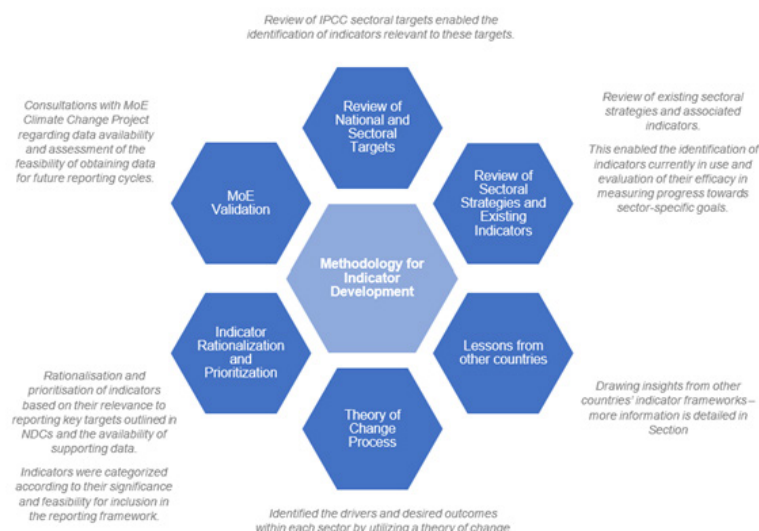 Review of IPCC sectoral targets enabled the
identification of indicators relevant to these targets.
Review of
National and
Sectoral
Targets
Consultations with MoE
Climate Change Project
regarding data availability
and assessment of the
feasibility of obtaining data
for future reporting cycles.
Review of existing sectoral
strategies and associated
indicators.
This enabled the identification of
indicators currently in use and
evaluation of their efficacy in
measuring progress towards
sector-specific goals.
MoE
Validation
Review of
Sectoral
Strategies and
Existing
Indicators
Methodology for
Indicator
Development
Indicator
Rationalization
and
Prioritization
Lessons from
other countries
Rationalisation and
prioritisation of indicators
based on their relevance to
reporting key targets outlined in
NDCs and the availability of
supporting data.
Indicators were categorized
according to their significance
and feasibility for inclusion in
the reporting framework.
Theory of
Change
Process
Drawing insights from other
countries' indicator frameworks –
more information is detailed in
Section
Identified the drivers and desired outcomes
within each sector by utilizing a theory of change